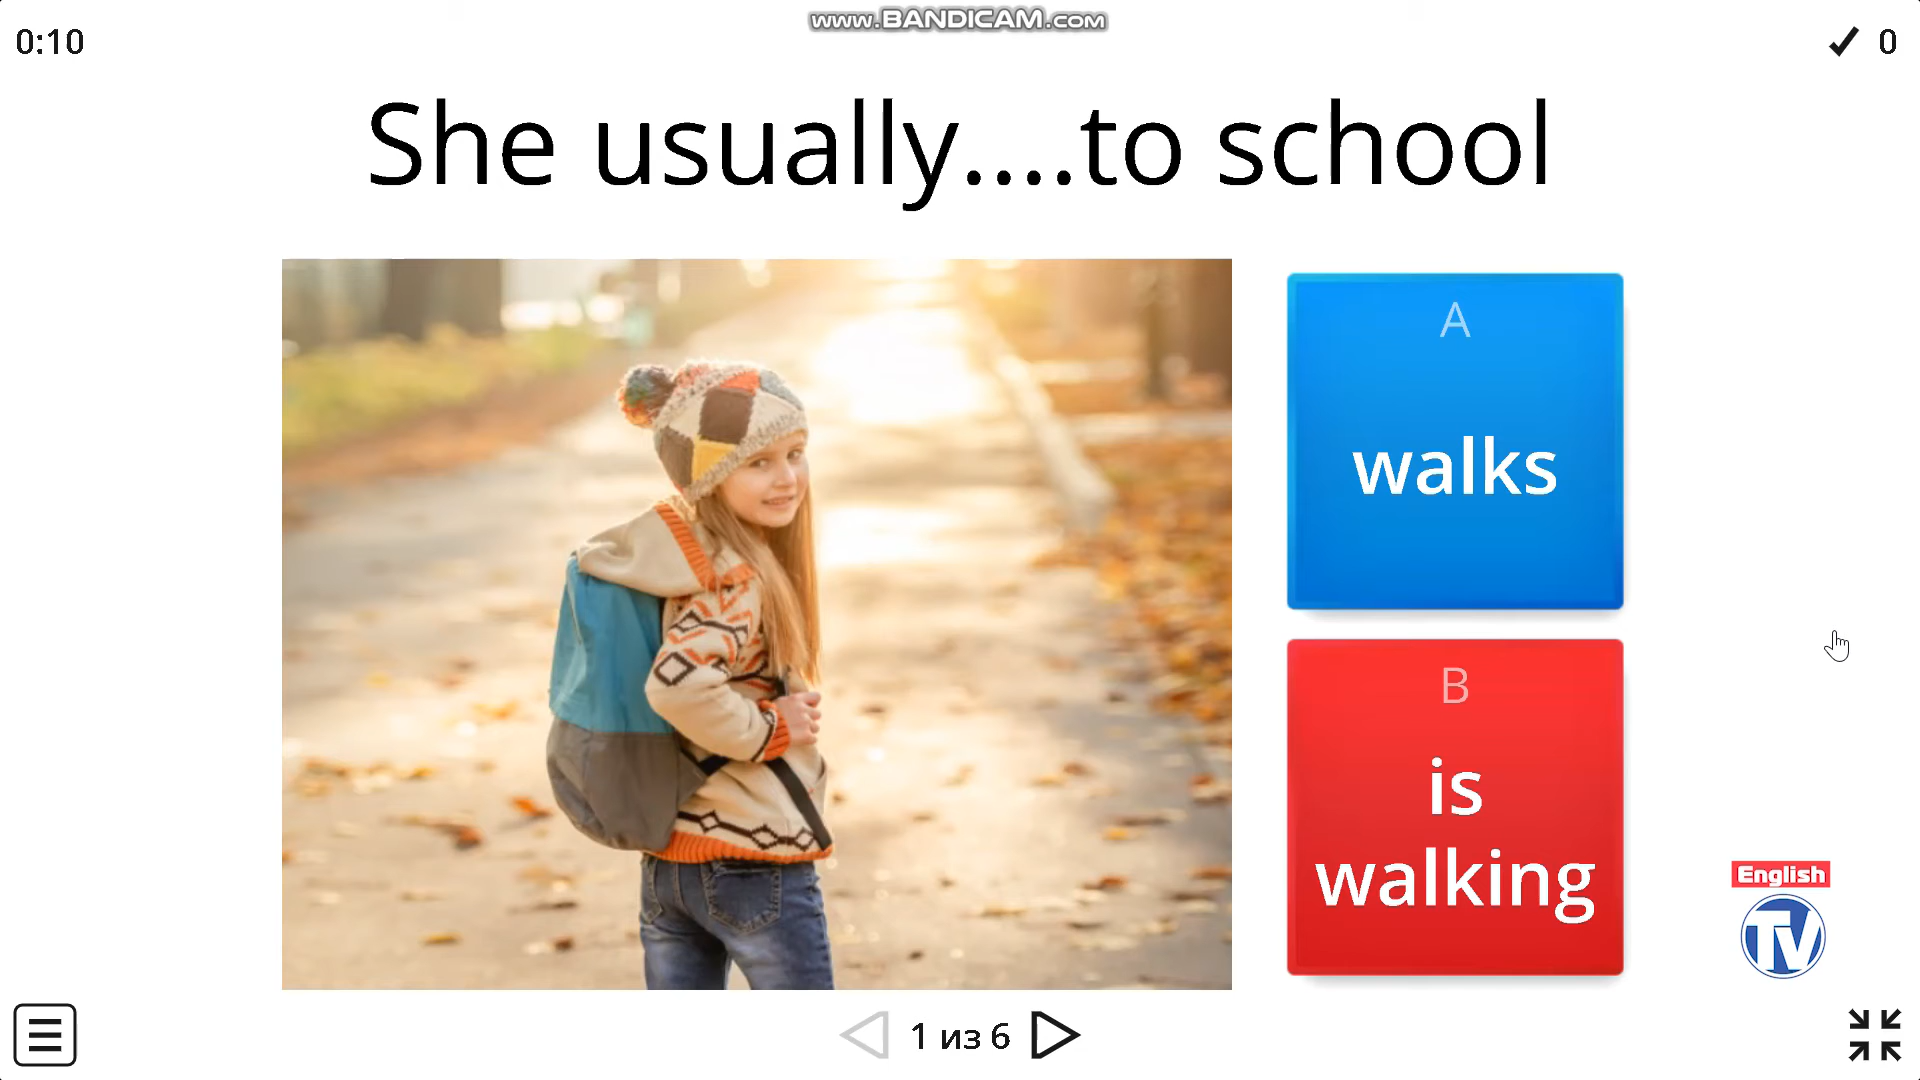 www.BANDICAM.com
0:10
0
She usually....to school
A
walks
B
is
walking
English
TV
1 из 6